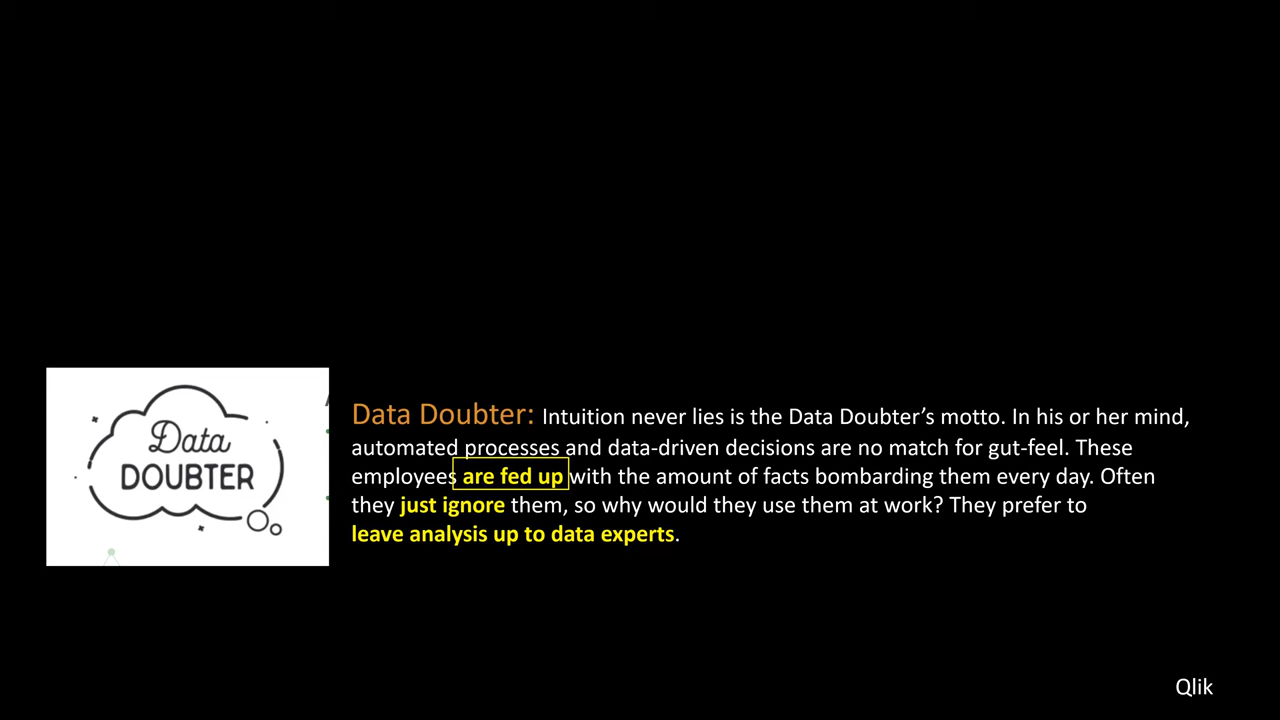 Data
DOUBTER
Data Doubter: Intuition never lies is the Data Doubter’s motto. In his or her mind,
automated processes and data-driven decisions are no match for gut-feel. These
employees are fed up with the amount of facts bombarding them every day. Often
they just ignore them, so why would they use them at work? They prefer to
leave analysis up to data experts.
Qlik